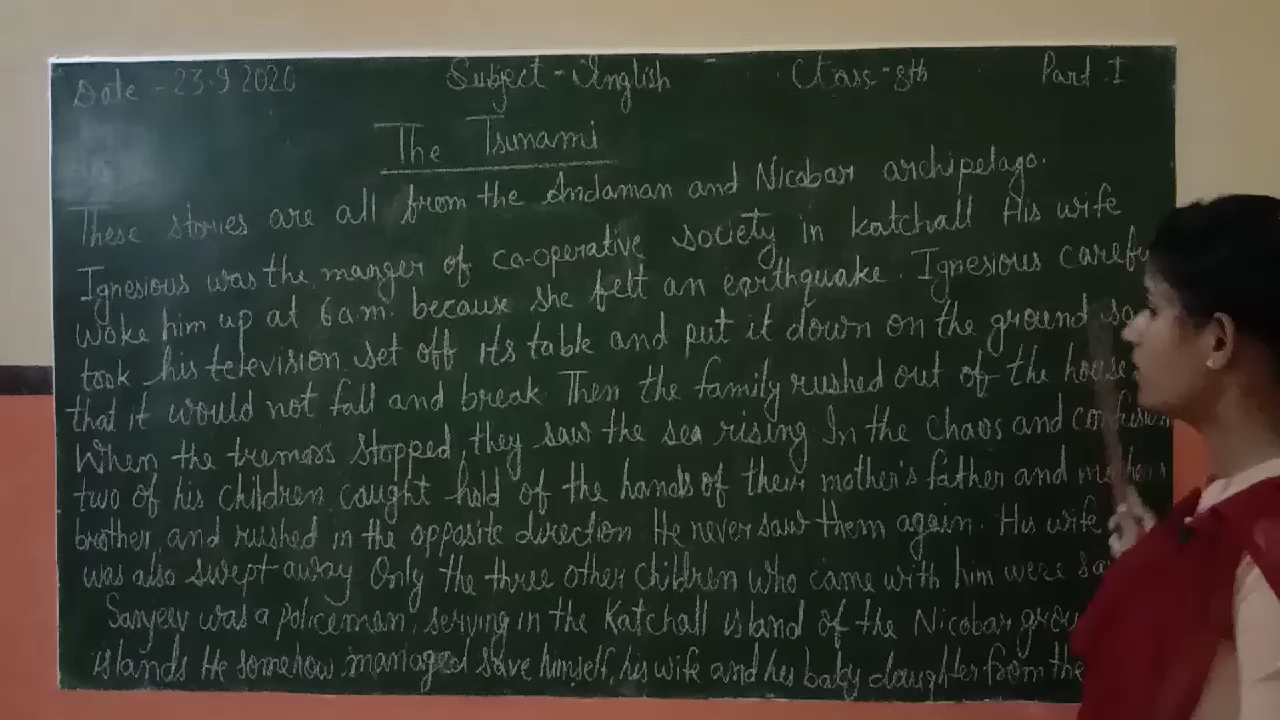 Date - 23-9 2020 Subject - English Class - 8th Part I
The Tsunami
These stories are all from the Andaman and Nicobar archipelago.
Ignesious was the manger of co-operative society in Katchall His wife
woke him up at 6 a.m. because she felt an earthquake. Ignesious carefu
took his television set off its table and put it down on the ground so
that it would not fall and break Then the family rushed out of the house.
When the tremors stopped, they saw the sea rising In the chaos and confusion
two of his children caught hold of the hands of their mother's father and mother's
brother and rushed in the opposite direction He never saw them again. His wife
was also swept away Only the three other children who came with him were sa
Sanjeev was a policeman, serving in the Katchall island of the Nicobar grou
islands He somehow managed save himself, his wife and his baby daughter from the